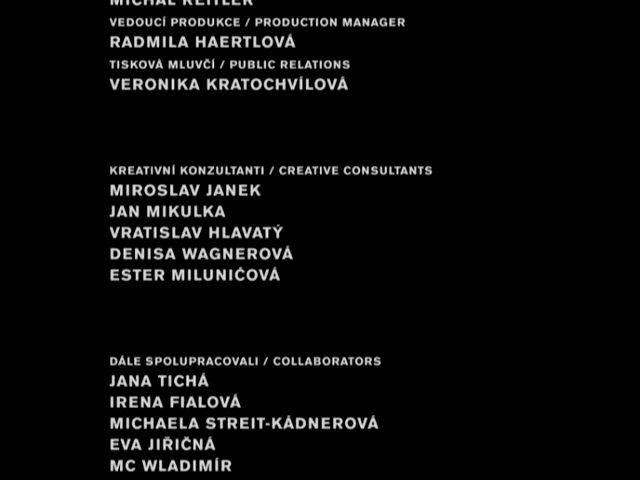 MICHAL REITLER
VEDOUCÍ PRODUKCE / PRODUCTION MANAGER
RADMILA HAERTLOVÁ
TISKOVÁ MLUVČÍ / PUBLIC RELATIONS
VERONIKA KRATOCHVÍLOVÁ
KREATIVNÍ KONZULTANTI / CREATIVE CONSULTANTS
MIROSLAV JANEK
JAN MIKULKA
VRATISLAV HLAVATÝ
DENISA WAGNEROVÁ
ESTER MILUNIČOVÁ
DÁLE SPOLUPRACOVALI / COLLABORATORS
JANA TICHÁ
IRENA FIALOVÁ
MICHAELA STREIT-KÁDNEROVÁ
EVA JIŘIČNÁ
MC WLADIMÍR